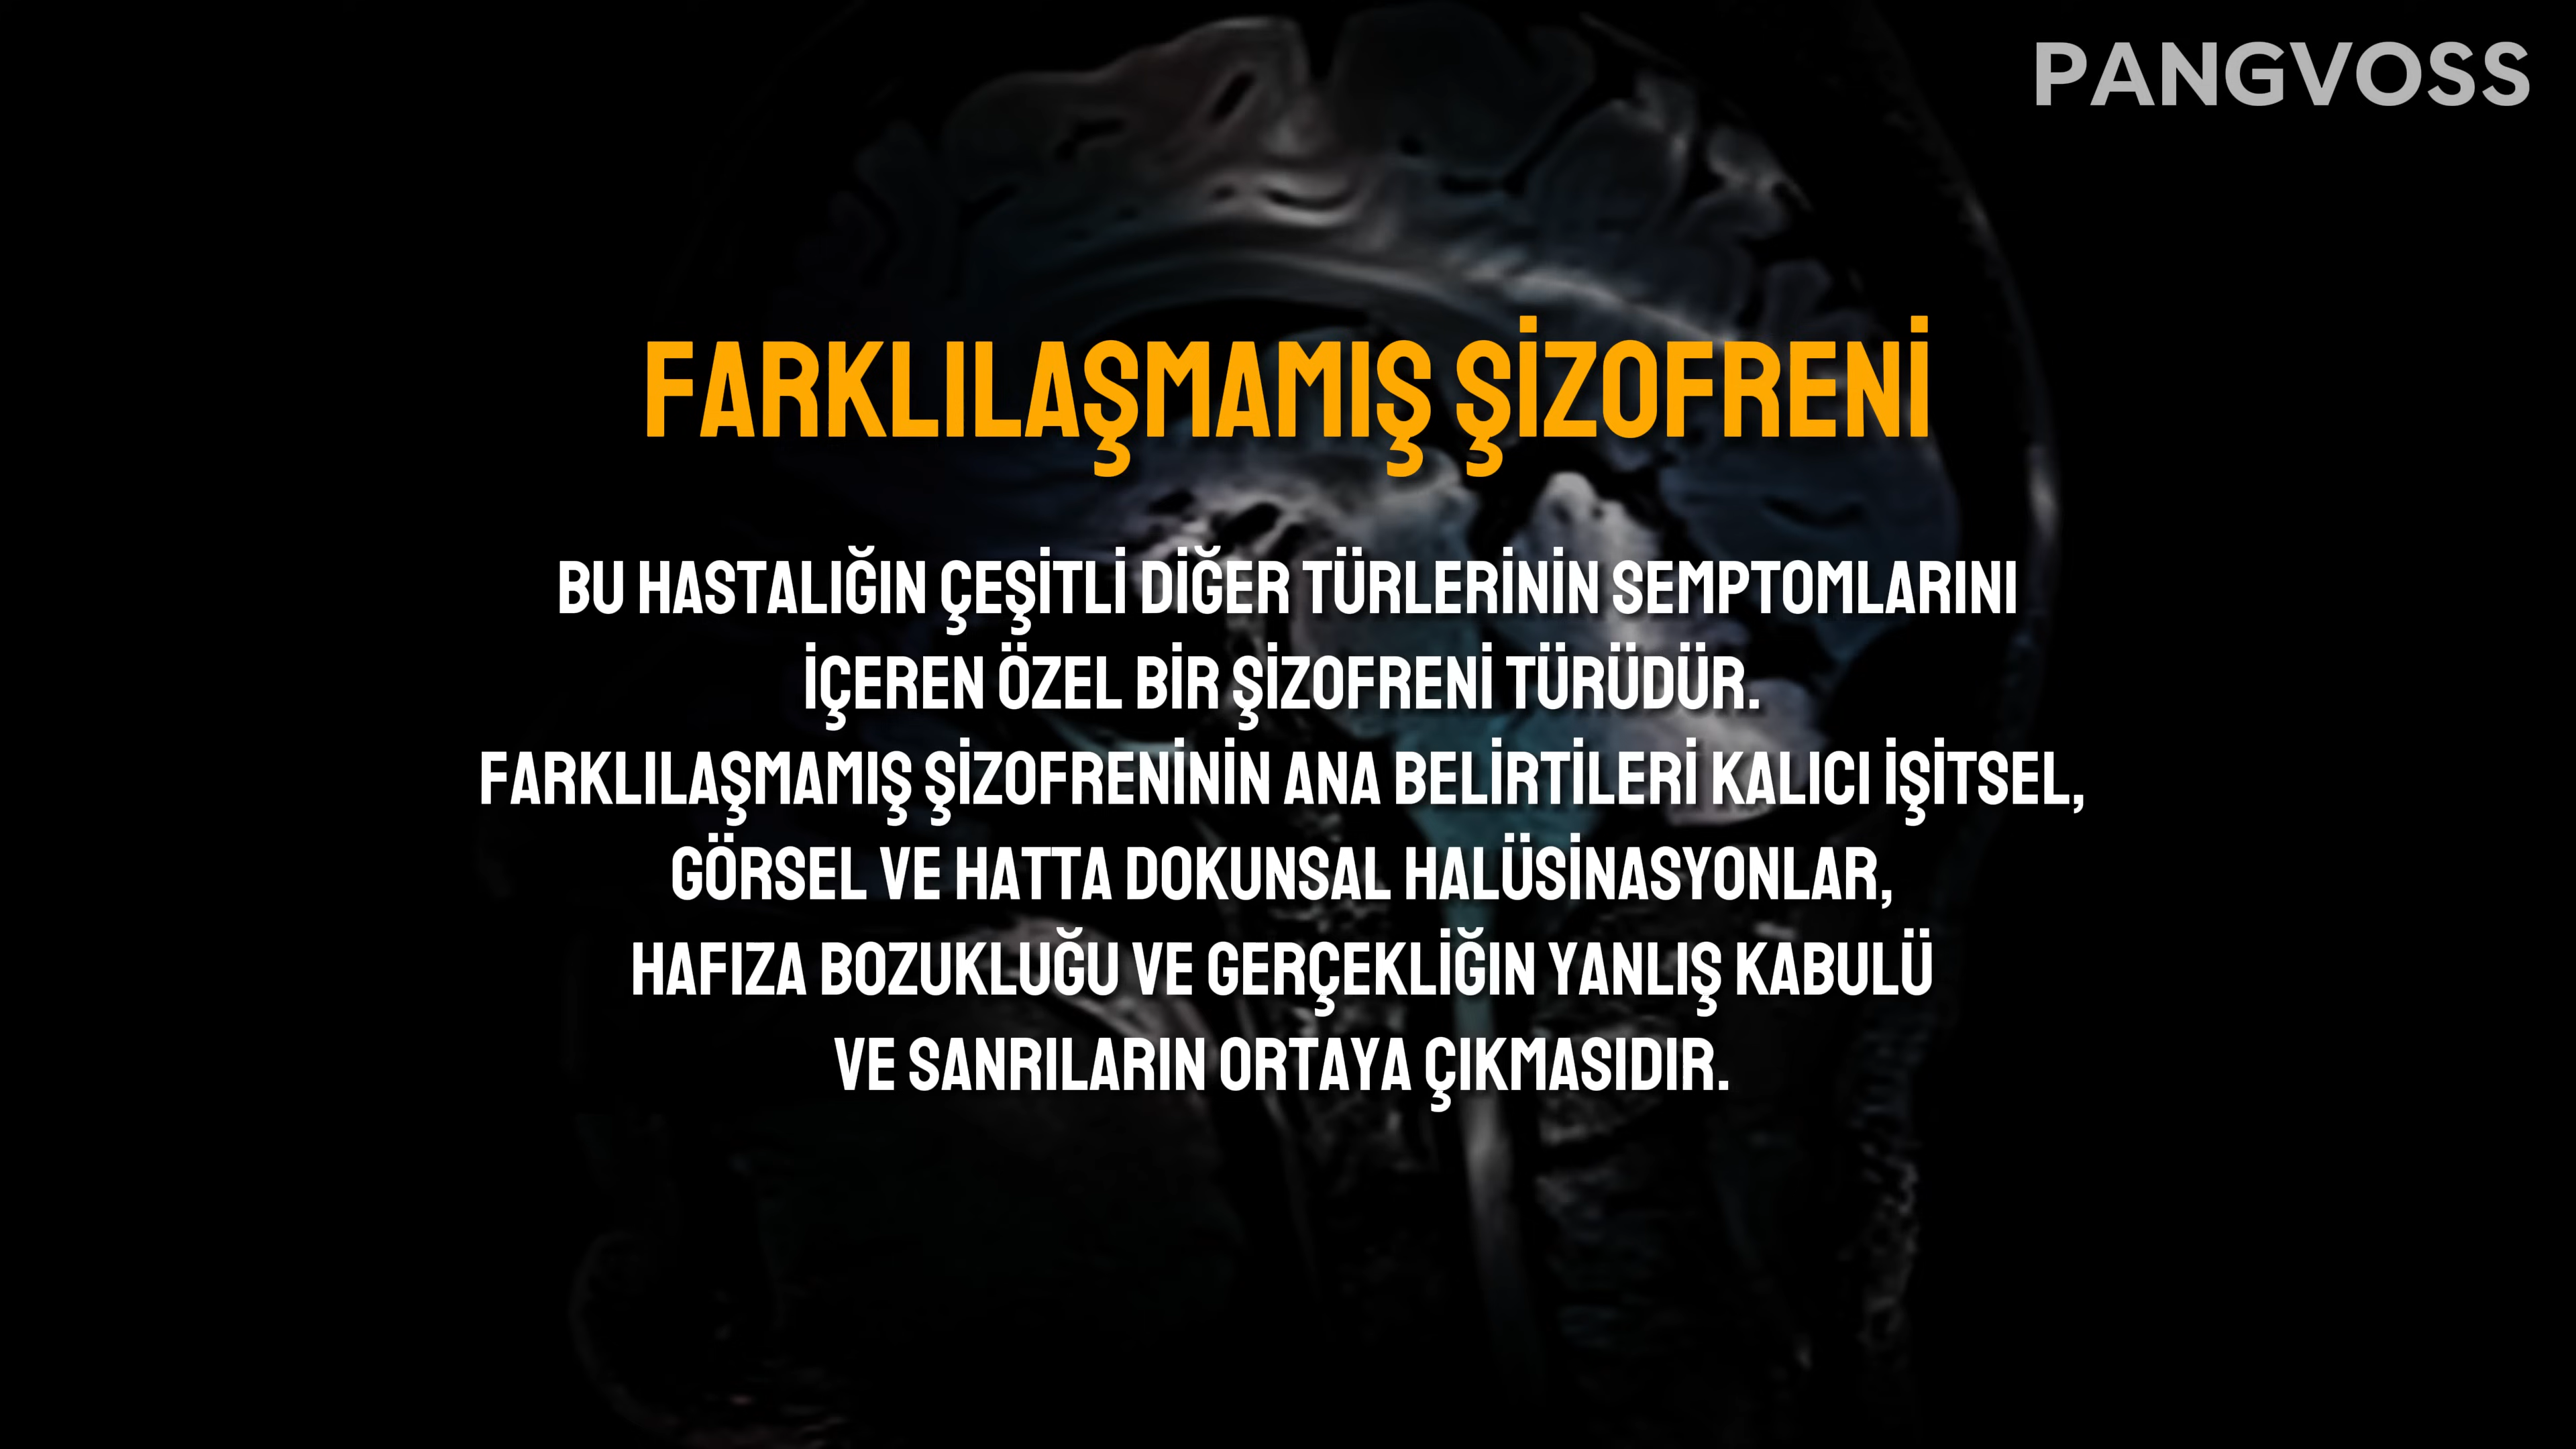 PANGVOSS
FARKLILAŞMAMIŞ ŞİZOFRENİ
BU HASTALIĞIN ÇEŞİTLİ DİĞER TÜRLERİNİN SEMPTOMLARINI
İÇEREN ÖZEL BİR ŞİZOFRENİ TÜRÜDÜR.
FARKLILAŞMAMIŞ ŞİZOFRENİNİN ANA BELİRTİLERİ KALICI İŞİTSEL,
GÖRSEL VE HATTA DOKUNSAL HALÜSİNASYONLAR,
HAFIZA BOZUKLUĞU VE GERÇEKLİĞİN YANLIŞ KABULÜ
VE SANRILARIN ORTAYA ÇIKMASIDIR.